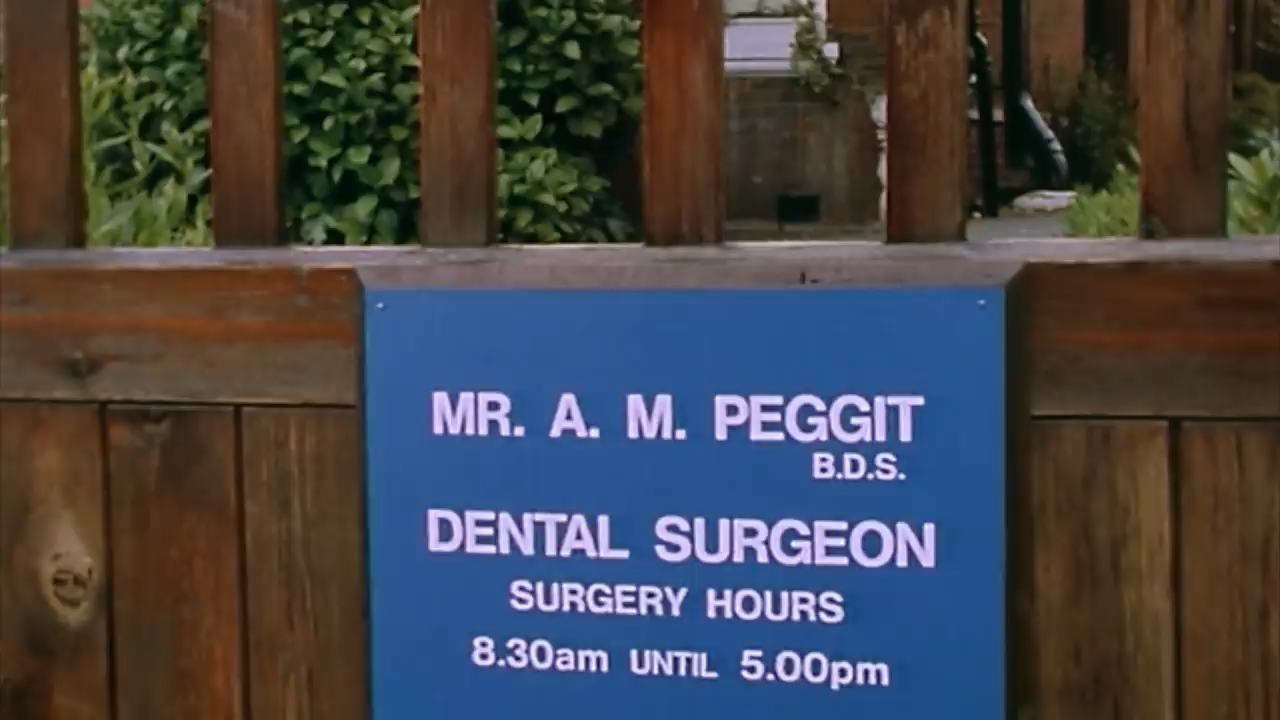 MR. A. M. PEGGIT
B.D.S.
DENTAL SURGEON
SURGERY HOURS
8.30am UNTIL 5.00pm